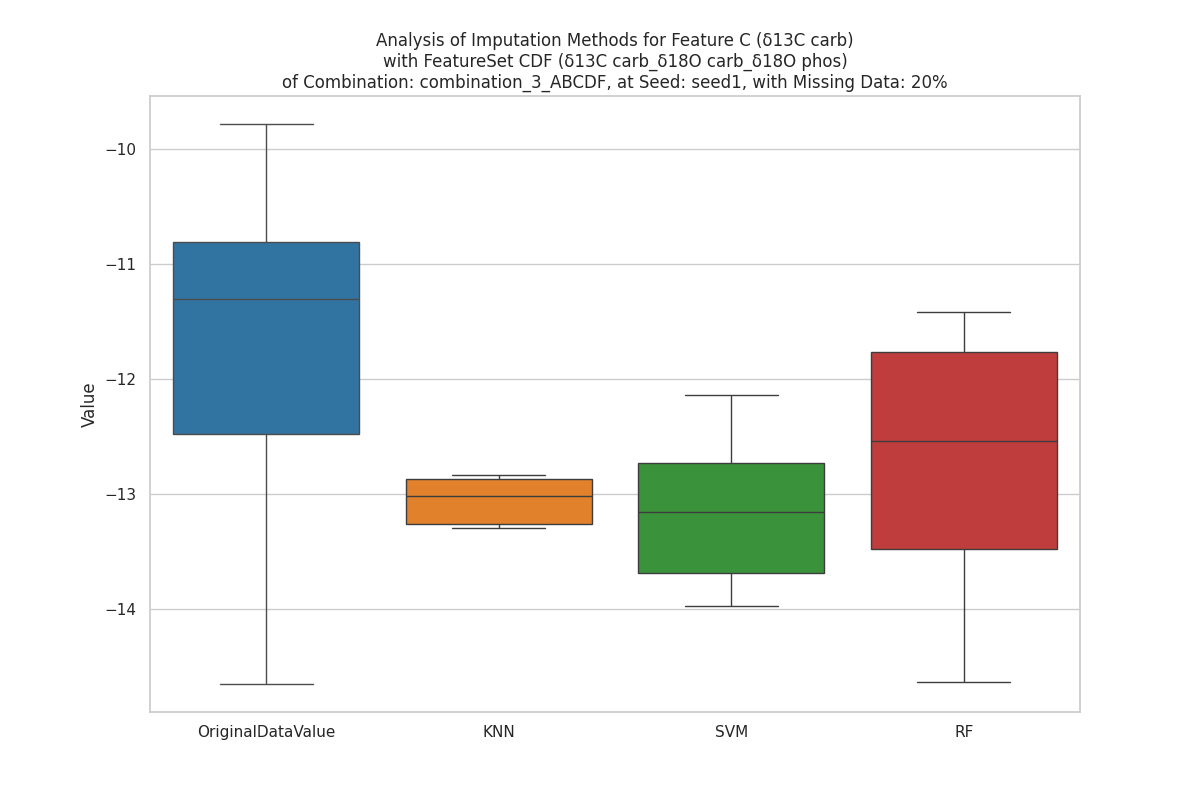 Analysis of Imputation Methods for Feature C (δ13C carb)
with FeatureSet CDF (δ13C carb_δ18O carb_δ18O phos)
of Combination: combination_3_ABCDF, at Seed: seed1, with Missing Data: 20%
−10
−11
−12
−13
−14
Value
OriginalDataValue
KNN
SVM
RF